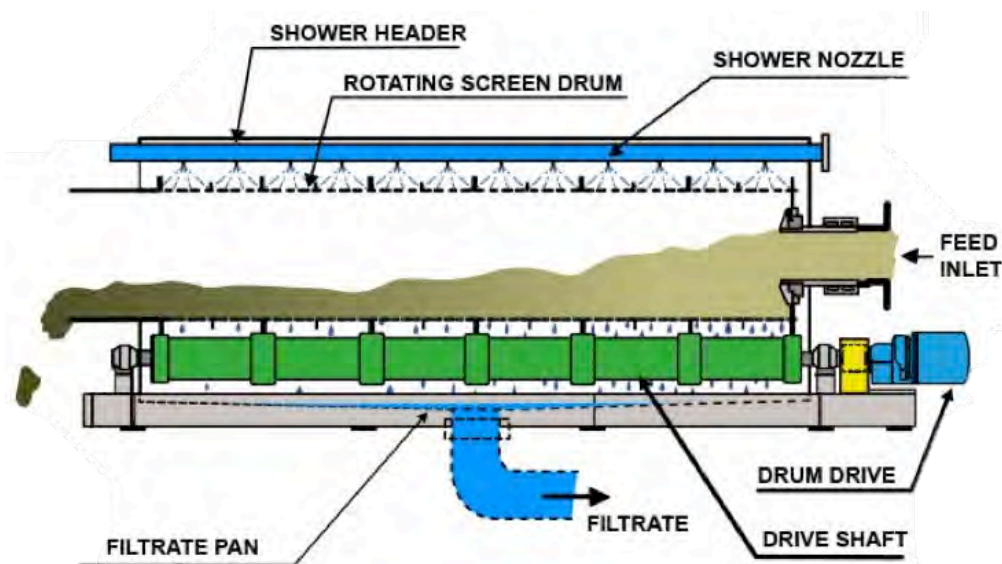 SHOWER HEADER
SHOWER NOZZLE
ROTATING SCREEN DRUM
FEED
INLET
DRUM DRIVE
FILTRATE
DRIVE SHAFT
FILTRATE PAN